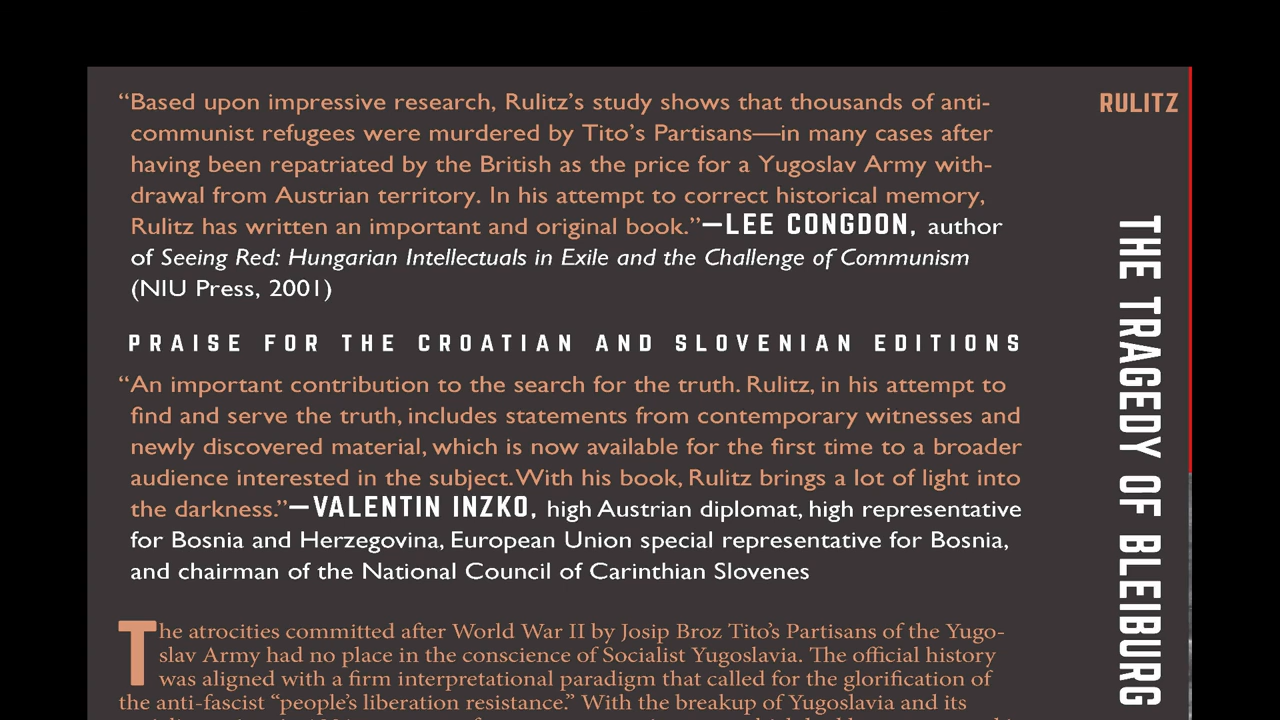 “Based upon impressive research, Rulitz’s study shows that thousands of anti-
communist refugees were murdered by Tito’s Partisans—in many cases after
having been repatriated by the British as the price for a Yugoslav Army with-
drawal from Austrian territory. In his attempt to correct historical memory,
Rulitz has written an important and original book.”—LEE CONGDON, author
of Seeing Red: Hungarian Intellectuals in Exile and the Challenge of Communism
(NIU Press, 2001)
PRAISE FOR THE CROATIAN AND SLOVENIAN EDITIONS
“An important contribution to the search for the truth. Rulitz, in his attempt to
find and serve the truth, includes statements from contemporary witnesses and
newly discovered material, which is now available for the first time to a broader
audience interested in the subject. With his book, Rulitz brings a lot of light into
the darkness.”—VALENTIN INZKO, high Austrian diplomat, high representative
for Bosnia and Herzegovina, European Union special representative for Bosnia,
and chairman of the National Council of Carinthian Slovenes
The atrocities committed after World War II by Josip Broz Tito’s Partisans of the Yugo-
slav Army had no place in the conscience of Socialist Yugoslavia. The official history
was aligned with a firm interpretational paradigm that called for the glorification of
the anti-fascist “people’s liberation resistance.” With the breakup of Yugoslavia and its
RULITZ
THE TRAGEDY OF BLEIBURG